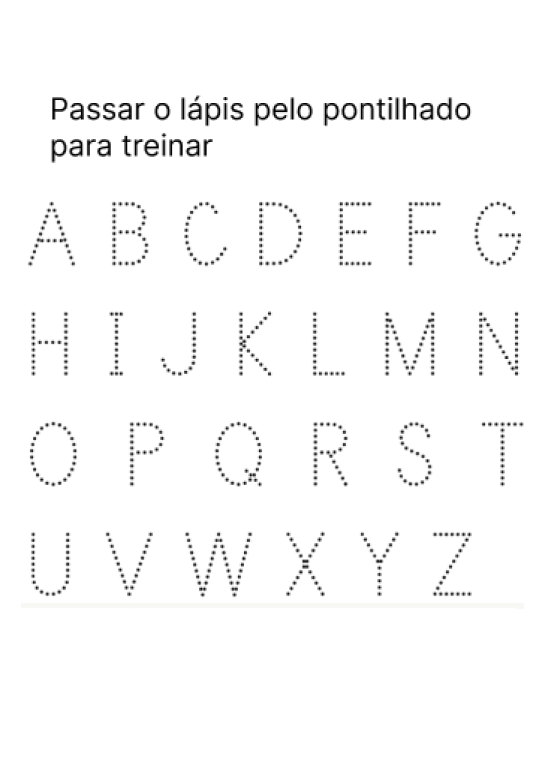 Passar o lápis pelo pontilhado
para treinar
A B C D E F G
H I J K L M N
O P Q R S T
U V W X Y Z